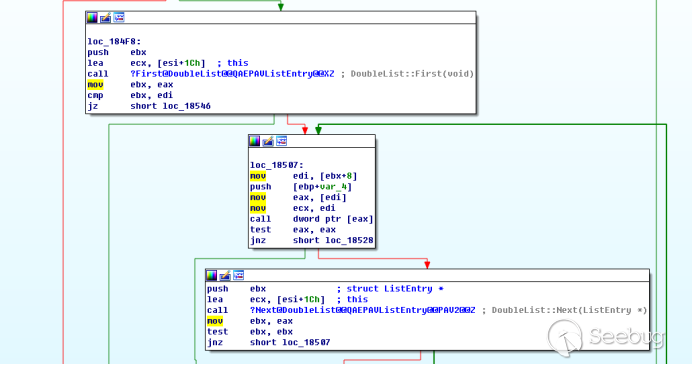 loc_184F8:
push ebx
lea ecx, [esi+1Ch] ; this
call ?First@DoubleList@@QAEPAVListEntry@@XZ ; DoubleList::First(void)
mov ebx, eax
cmp ebx, edi
jz short loc_18546
loc_18507:
mov edi, [ebx+8]
push [ebp+var_4]
mov eax, [edi]
mov ecx, edi
call dword ptr [eax]
test eax, eax
jnz short loc_18528
push ebx ; struct ListEntry *
lea ecx, [esi+1Ch] ; this
call ?Next@DoubleList@@QAEPAVListEntry@@PAV2@@Z ; DoubleList::Next(ListEntry *)
mov ebx, eax
test ebx, ebx
jnz short loc_18507
Seebug